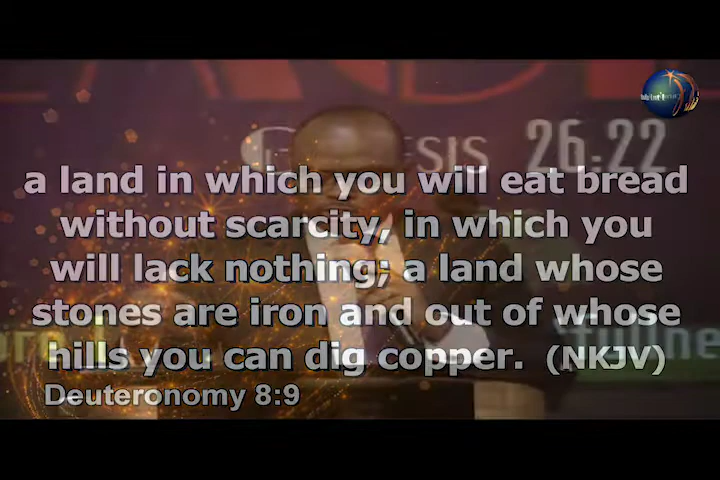 ESIS 26:22
a land in which you will eat bread
without scarcity, in which you
will lack nothing; a land whose
stones are iron and out of whose
hills you can dig copper. (NKJV)
Deuteronomy 8:9